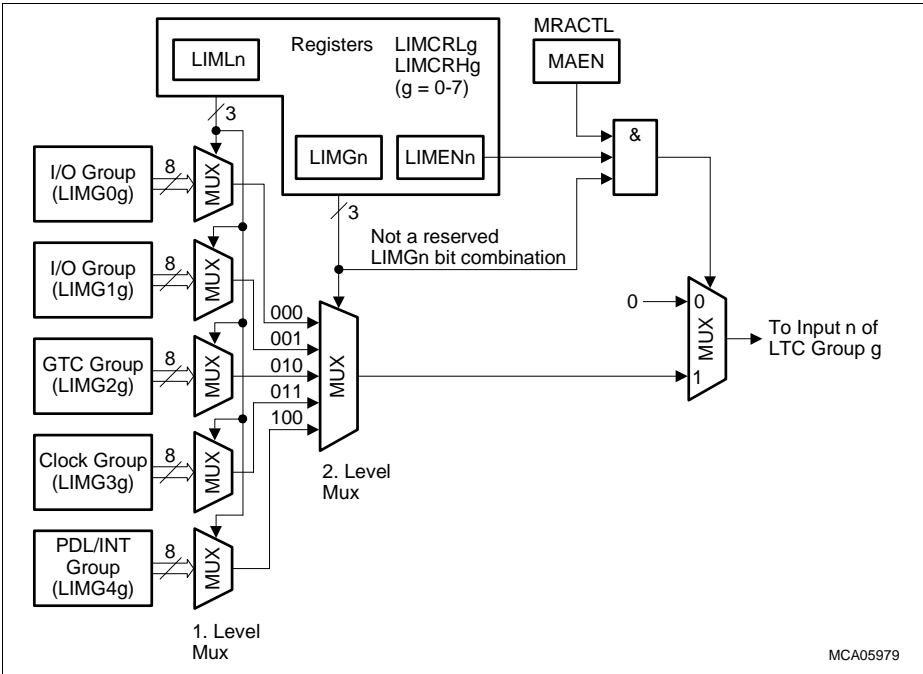 MRACTL
Registers
LIMCRLg
LIMCRHg
(g = 0-7)
LIMLn
MAEN
3
&
LIMGn
LIMENn
I/O Group
(LIMG0g)
8
MUX
3
Not a reserved
LIMGn bit combination
I/O Group
(LIMG1g)
8
MUX
000
001
010
011
100
MUX
2. Level
Mux
0
0
MUX
1
To Input n of
LTC Group g
GTC Group
(LIMG2g)
8
MUX
Clock Group
(LIMG3g)
8
MUX
PDL/INT
Group
(LIMG4g)
8
MUX
1. Level
Mux
MCA05979